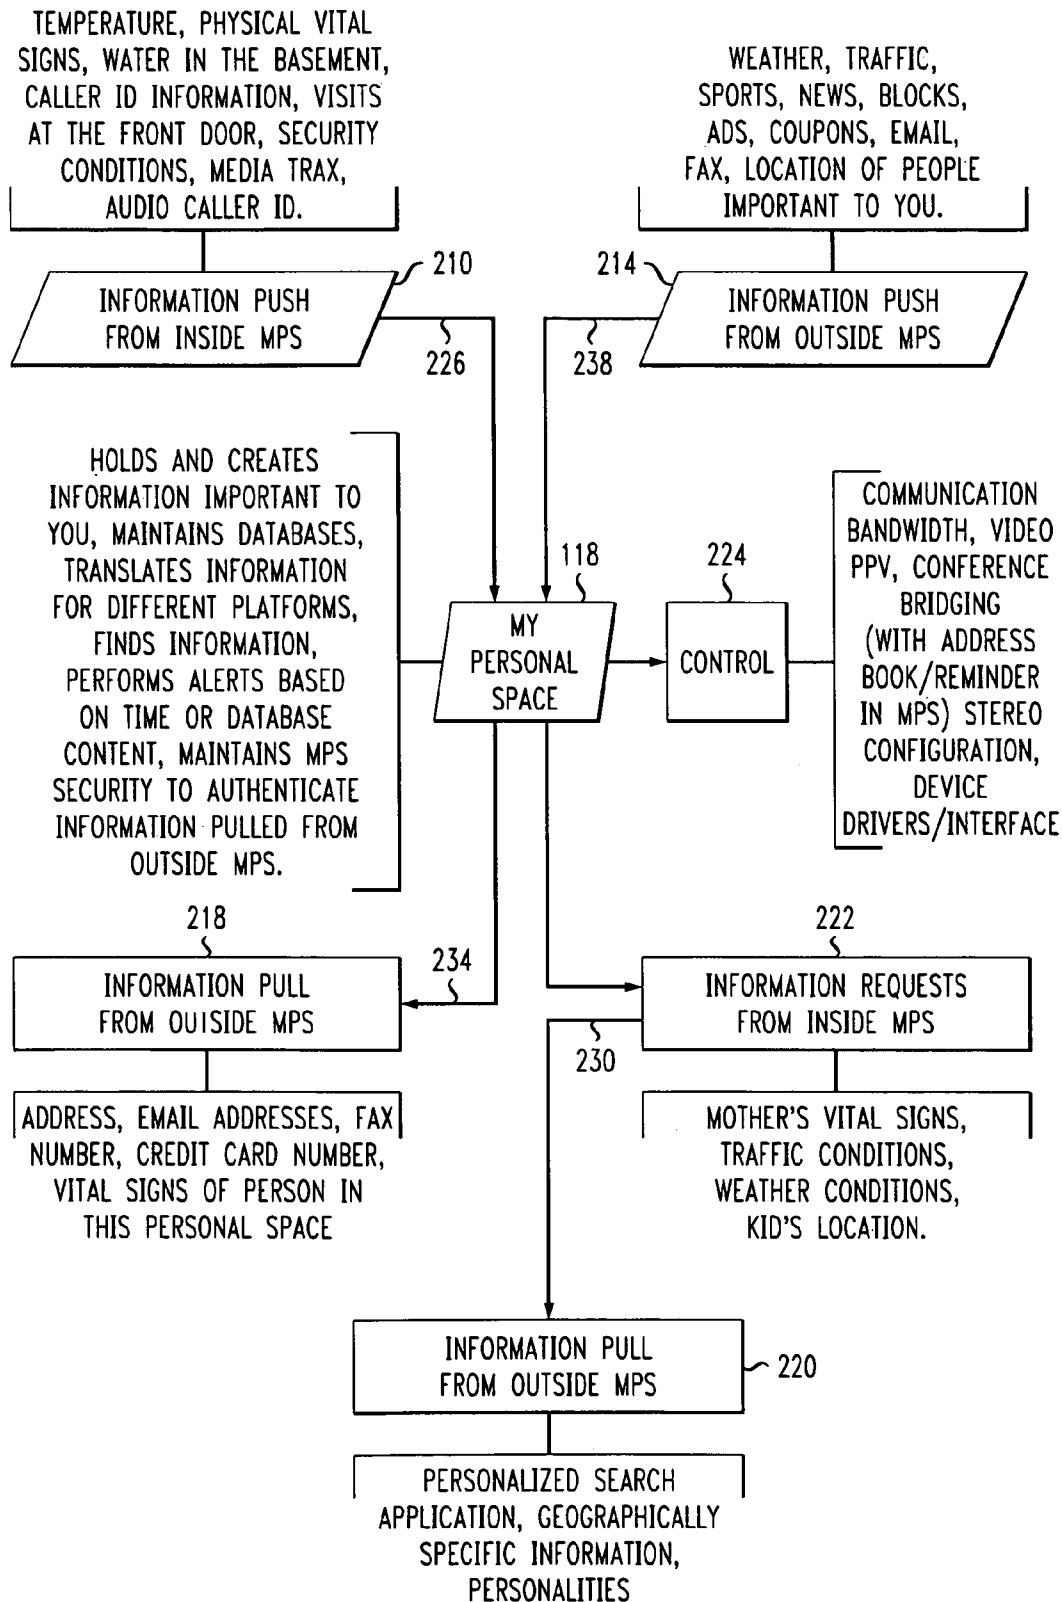 TEMPERATURE, PHYSICAL VITAL
SIGNS, WATER IN THE BASEMENT,
CALLER ID INFORMATION, VISITS
AT THE FRONT DOOR, SECURITY
CONDITIONS, MEDIA TRAX,
AUDIO CALLER ID.
WEATHER, TRAFFIC,
SPORTS, NEWS, BLOCKS,
ADS, COUPONS, EMAIL,
FAX, LOCATION OF PEOPLE
IMPORTANT TO YOU.
210
INFORMATION PUSH
FROM INSIDE MPS
226
214
INFORMATION PUSH
FROM OUTSIDE MPS
238
HOLDS AND CREATES
INFORMATION IMPORTANT TO
YOU, MAINTAINS DATABASES,
TRANSLATES INFORMATION
FOR DIFFERENT PLATFORMS,
FINDS INFORMATION,
PERFORMS ALERTS BASED
ON TIME OR DATABASE
CONTENT, MAINTAINS MPS
SECURITY TO AUTHENTICATE
INFORMATION PULLED FROM
OUTSIDE MPS.
118
MY
PERSONAL
SPACE
224
CONTROL
COMMUNICATION
BANDWIDTH, VIDEO
PPV, CONFERENCE
BRIDGING
(WITH ADDRESS
BOOK/REMINDER
IN MPS) STEREO
CONFIGURATION,
DEVICE
DRIVERS/INTERFACE
218
INFORMATION PULL
FROM OUISIDE MPS
234
222
INFORMATION REQUESTS
FROM INSIDE MPS
230
ADDRESS, EMAIL ADDRESSES, FAX
NUMBER, CREDIT CARD NUMBER,
VITAL SIGNS OF PERSON IN
THIS PERSONAL SPACE
MOTHER'S VITAL SIGNS,
TRAFFIC CONDITIONS,
WEATHER CONDITIONS,
KID'S LOCATION.
INFORMATION PULL
FROM OUTSIDE MPS
220
PERSONALIZED SEARCH
APPLICATION, GEOGRAPHICALLY
SPECIFIC INFORMATION,
PERSONALITIES